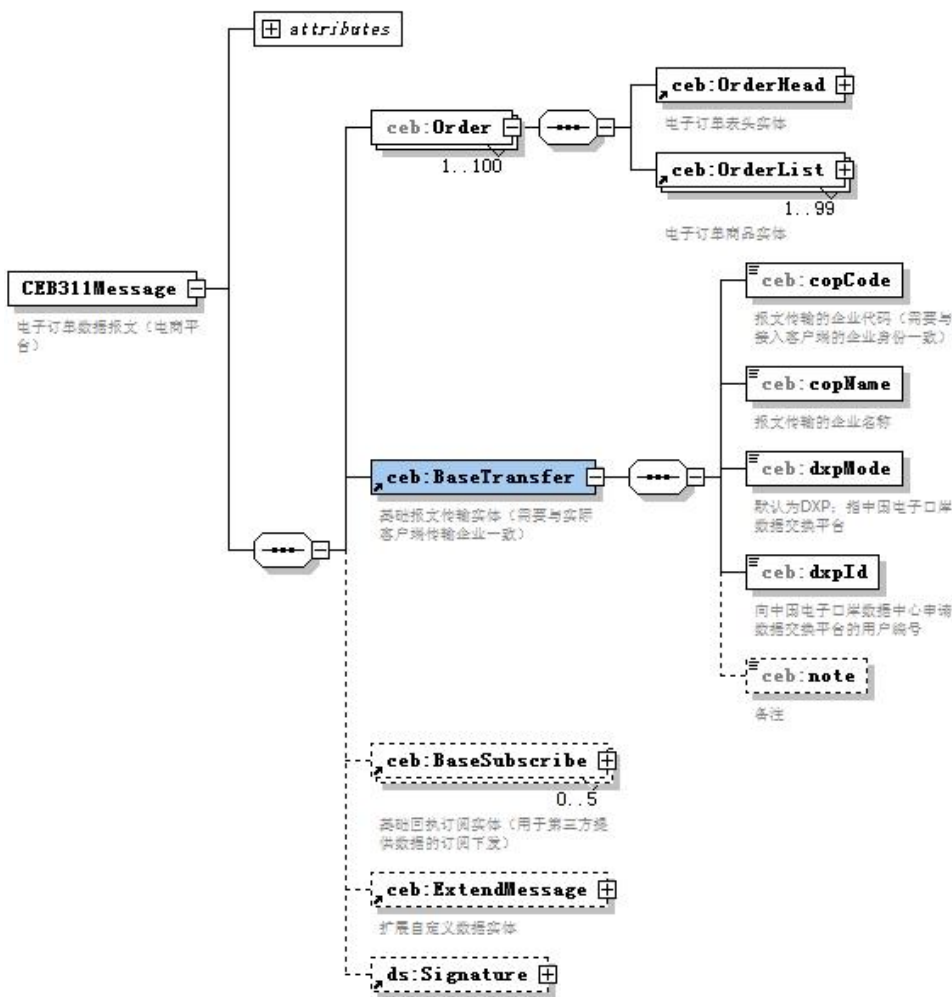 attributes
ceb:OrderHead
电子订单表头实体
ceb:Order
1..100
ceb:OrderList
1..99
电子订单商品实体
CEB311Message
电子订单数据报文（电商平
台）
ceb:copCode
报文传输的企业代码（需要与
接入客户端的企业身份一致）
ceb:copName
报文传输的企业名称
ceb:BaseTransfer
基础报文传输实体（需要与实际
客户端传输企业一致）
ceb:dxpMode
默认为DXP；指中国电子口岸
数据交换平台
ceb:dxpId
向中国电子口岸数据中心申请
数据交换平台的用户编号
ceb:note
备注
ceb:BaseSubscribe
0..5
基础回执订阅实体（用于第三方提
供数据的订阅下发）
ceb:ExtendMessage
扩展自定义数据实体
ds:Signature